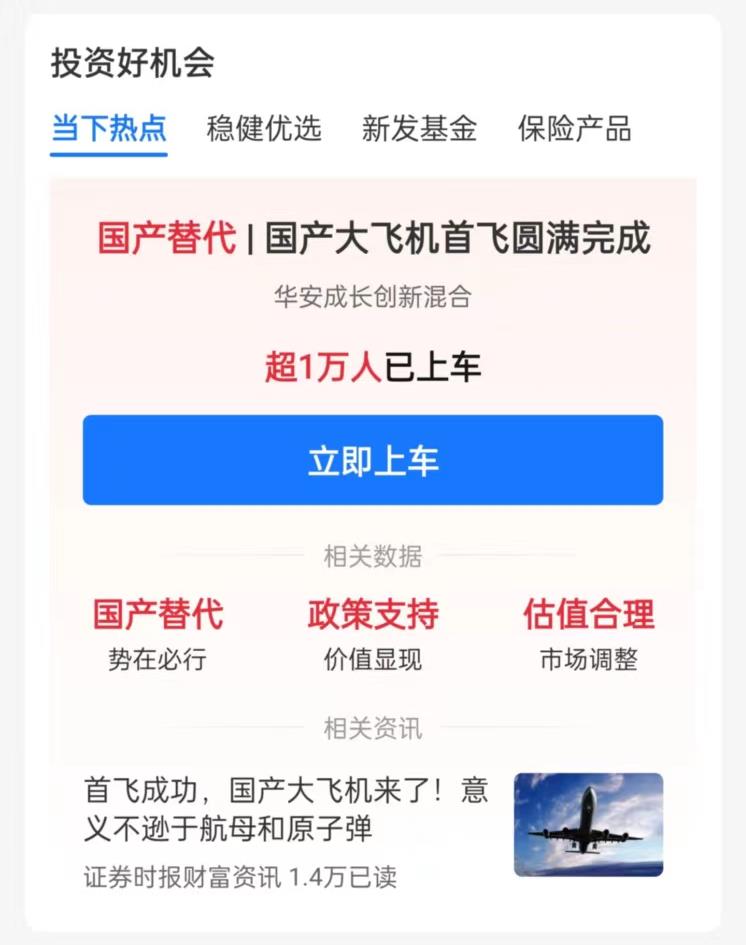 投资好机会
当下热点 稳健优选 新发基金 保险产品
国产替代 | 国产大飞机首飞圆满完成
华安成长创新混合
超1万人已上车
立即上车
相关数据
国产替代 政策支持 估值合理
势在必行 价值显现 市场调整
相关资讯
首飞成功，国产大飞机来了！意
义不逊于航母和原子弹
证券时报财富资讯 1.4万已读